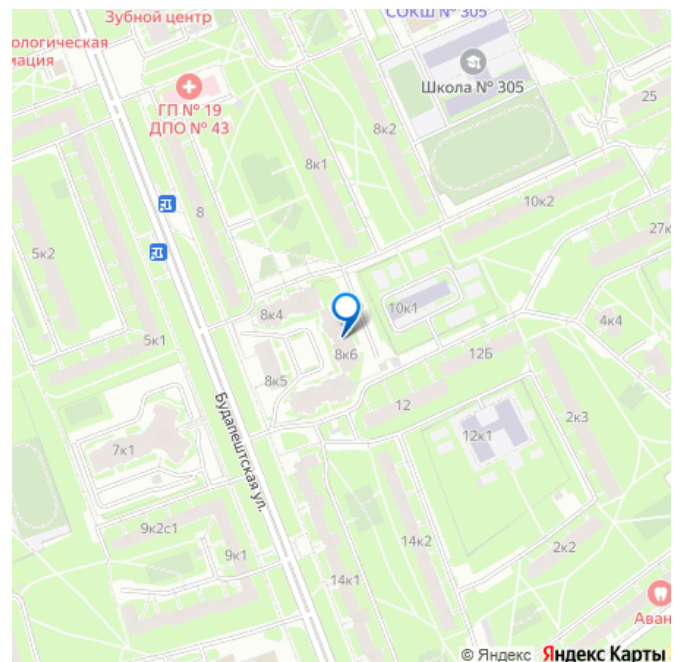 Зубной центр
СОКШ № 305
ологическая
мация
Школа № 305
25
ГП № 19
ДПО № 43
8к2
8к1
10к2
8
27к
5к2
10к1
8к4
4к4
5к1
8к6
12Б
8к5
12
Будапештская ул.
2к3
12к1
7к1
9к2с1
14к2
9к1
2к2
14к1
Аван
© Яндекс Яндекс Карты